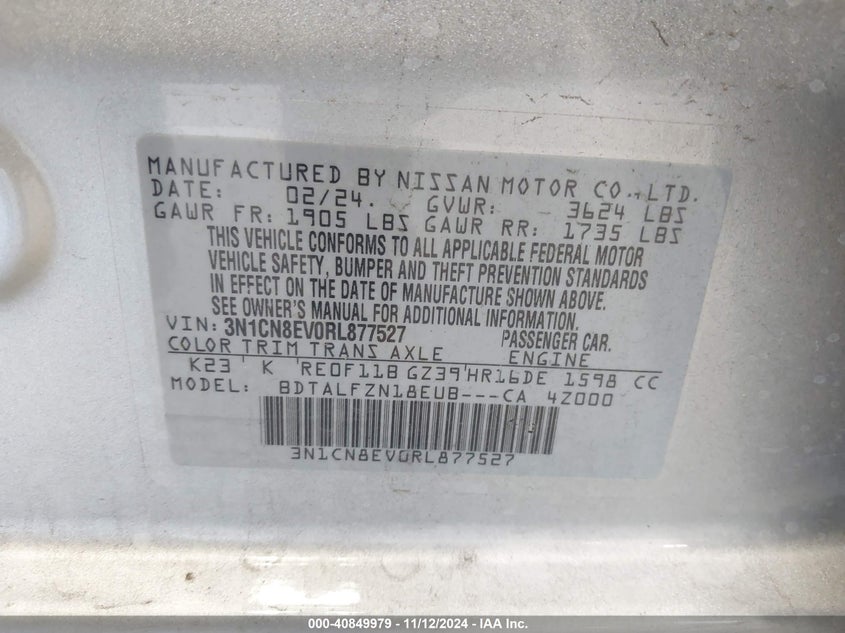 MANUFACTURED BY NISSAN MOTOR CO.,LTD.
DATE: 02/24. GVWR: 3624 LBS
GAWR FR: 1905 LBS GAWR RR: 1735 LBS
THIS VEHICLE CONFORMS TO ALL APPLICABLE FEDERAL MOTOR
VEHICLE SAFETY, BUMPER AND THEFT PREVENTION STANDARDS
IN EFFECT ON THE DATE OF MANUFACTURE SHOWN ABOVE.
SEE OWNER'S MANUAL FOR ADDITIONAL INFORMATION.
VIN: 3N1CN8EV0RL877527 PASSENGER CAR.
COLOR TRIM TRANS AXLE ENGINE
K23 ' K 'RE0F11B GZ39'HR16DE 1598 CC
MODEL: BDTALFZN18EUB---CA 4Z000
3N1CN8EV0RL877527
000-40849979 - 11/12/2024 - IAA Inc.